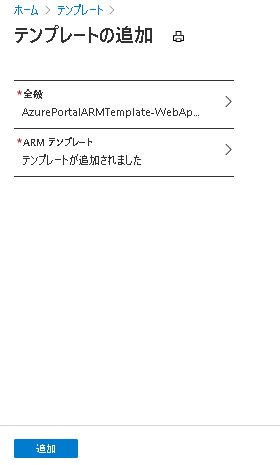 ホーム > テンプレート >
テンプレートの追加
*全般
AzurePortalARMTemplate-WebAp...
*ARM テンプレート
テンプレートが追加されました
追加